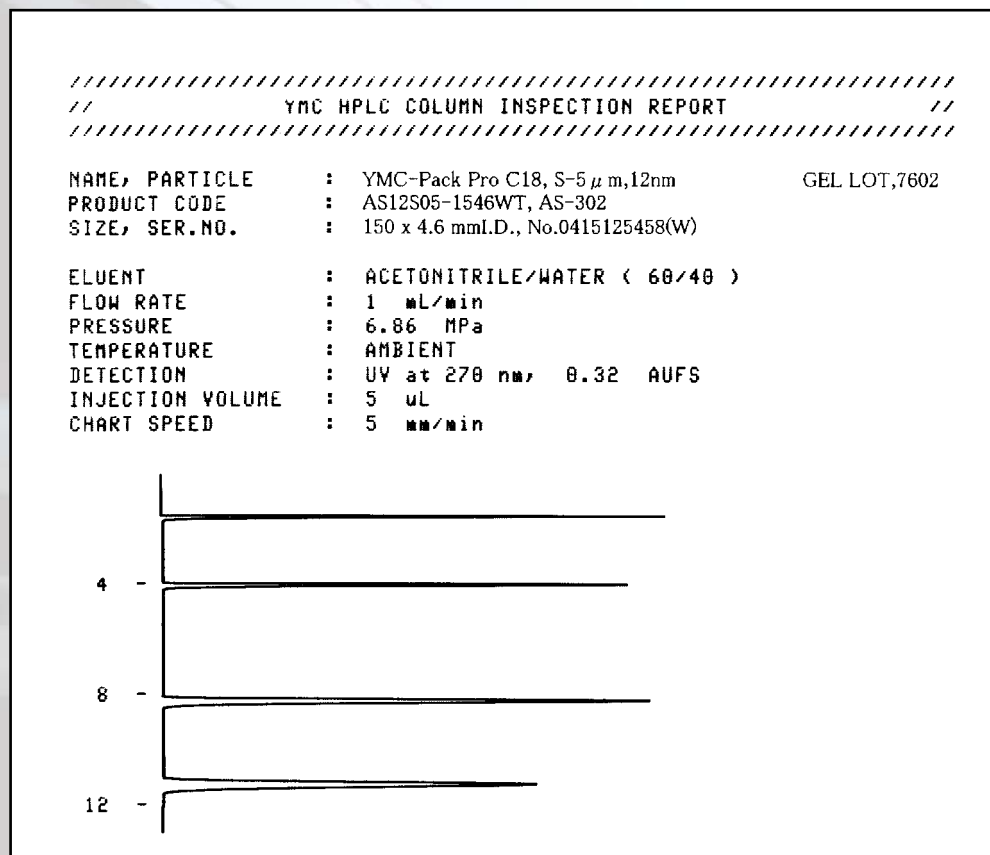 ////////////////////////////////////////////////////////////////////
// YMC HPLC COLUMN INSPECTION REPORT //
////////////////////////////////////////////////////////////////////
NAME, PARTICLE : YMC-Pack Pro C18, S-5 μm,12nm GEL LOT,7602
PRODUCT CODE : AS12S05-1546WT, AS-302
SIZE, SER.NO. : 150 x 4.6 mmI.D., No.0415125458(W)
ELUENT : ACETONITRILE/WATER ( 60/40 )
FLOW RATE : 1 mL/min
PRESSURE : 6.86 MPa
TEMPERATURE : AMBIENT
DETECTION : UV at 270 nm, 0.32 AUFS
INJECTION VOLUME : 5 uL
CHART SPEED : 5 mm/min
4 -
8 -
12 -